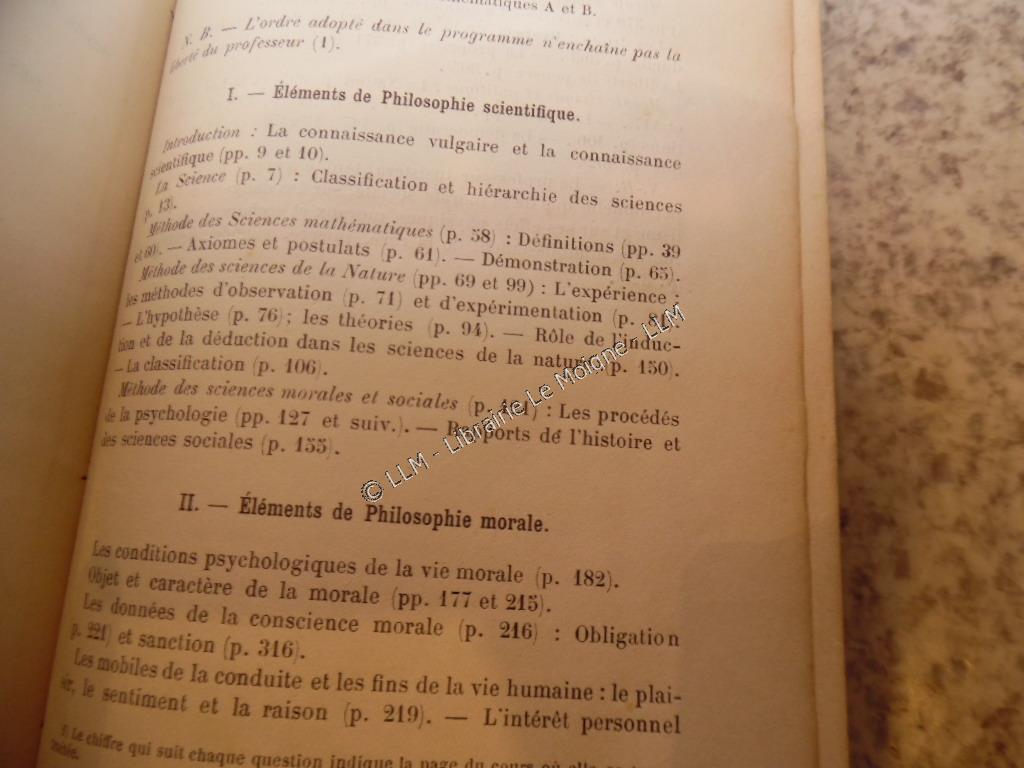 mathématiques A et B.
N. B. — L'ordre adopté dans le programme n'enchaîne pas la
liberté du professeur (1).
I. — Éléments de Philosophie scientifique.
Introduction : La connaissance vulgaire et la connaissance
scientifique (pp. 9 et 10).
La Science (p. 7) : Classification et hiérarchie des sciences
p. 13).
Méthode des Sciences mathématiques (p. 58) : Définitions (pp. 39
et 60). — Axiomes et postulats (p. 61). — Démonstration (p. 65).
Méthode des sciences de la Nature (pp. 69 et 99) : L'expérience :
les méthodes d'observation (p. 71) et d'expérimentation (p.
— L'hypothèse (p. 76); les théories (p. 94). — Rôle de l'induc-
tion et de la déduction dans les sciences de la nature (p. 150).
— La classification (p. 106).
Méthode des sciences morales et sociales (p. : Les procédés
de la psychologie (pp. 127 et suiv.). — Rapports de l'histoire et
des sciences sociales (p. 155).
© LLM - Librairie Le Moigne - LLM
II. — Éléments de Philosophie morale.
Les conditions psychologiques de la vie morale (p. 182).
Objet et caractère de la morale (pp. 177 et 215).
Les données de la conscience morale (p. 216) : Obligation
p. 221) et sanction (p. 316).
Les mobiles de la conduite et les fins de la vie humaine : le plai-
sir, le sentiment et la raison (p. 219). — L'intérêt personnel
Le chiffre qui suit chaque question indique la page du cours où elle